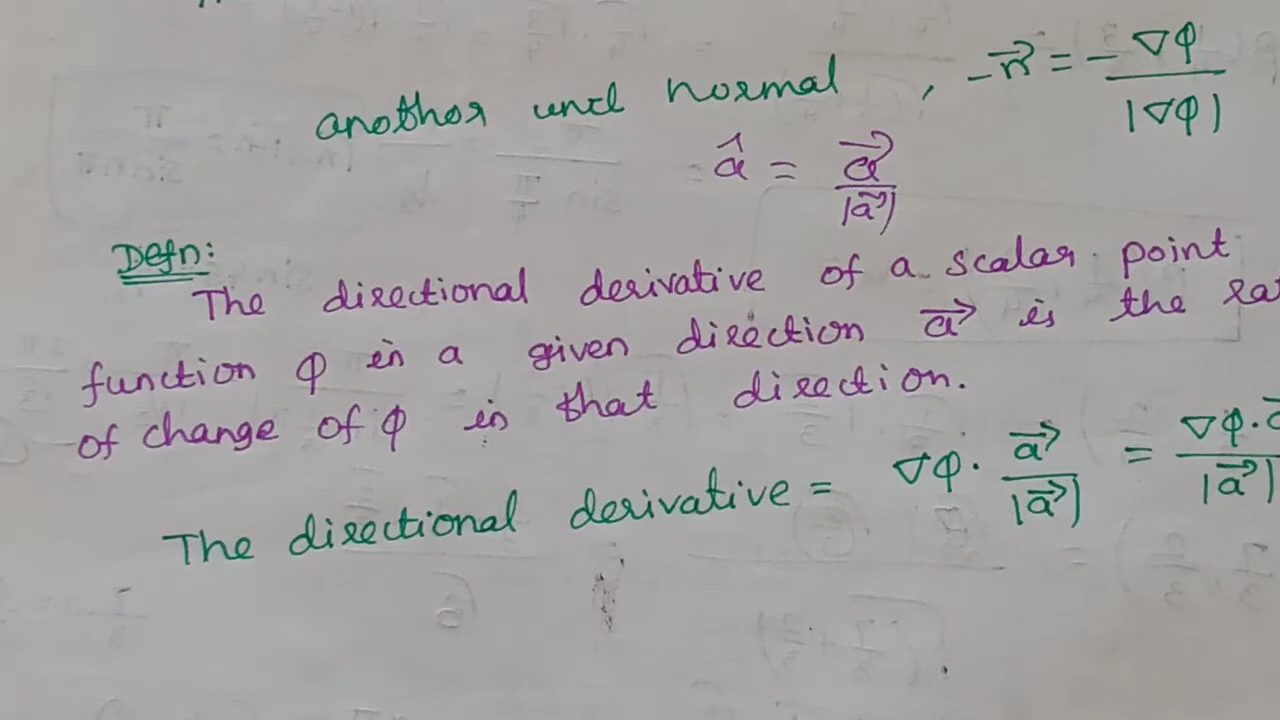 another unit normal , -n⃗ = - ∇φ / |∇φ|
â = a⃗ / |a⃗|
Defn:
The directional derivative of a scalar point
function φ in a given direction a⃗ is the
of change of φ in that direction.
The directional derivative = ∇φ . a⃗ / |a⃗| = ∇φ . / |a⃗|